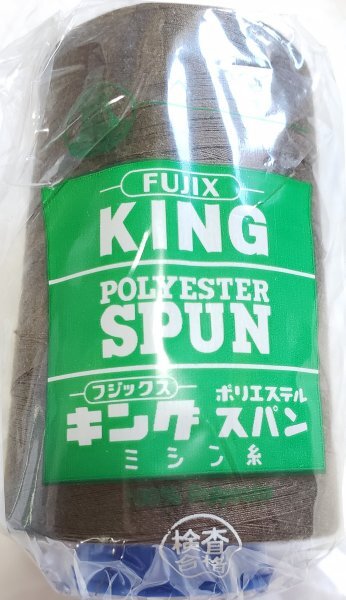 FUJIX
KING
POLYESTER
SPUN
フジックス ポリエステル
キング スパン
ミシン糸
検査
合格